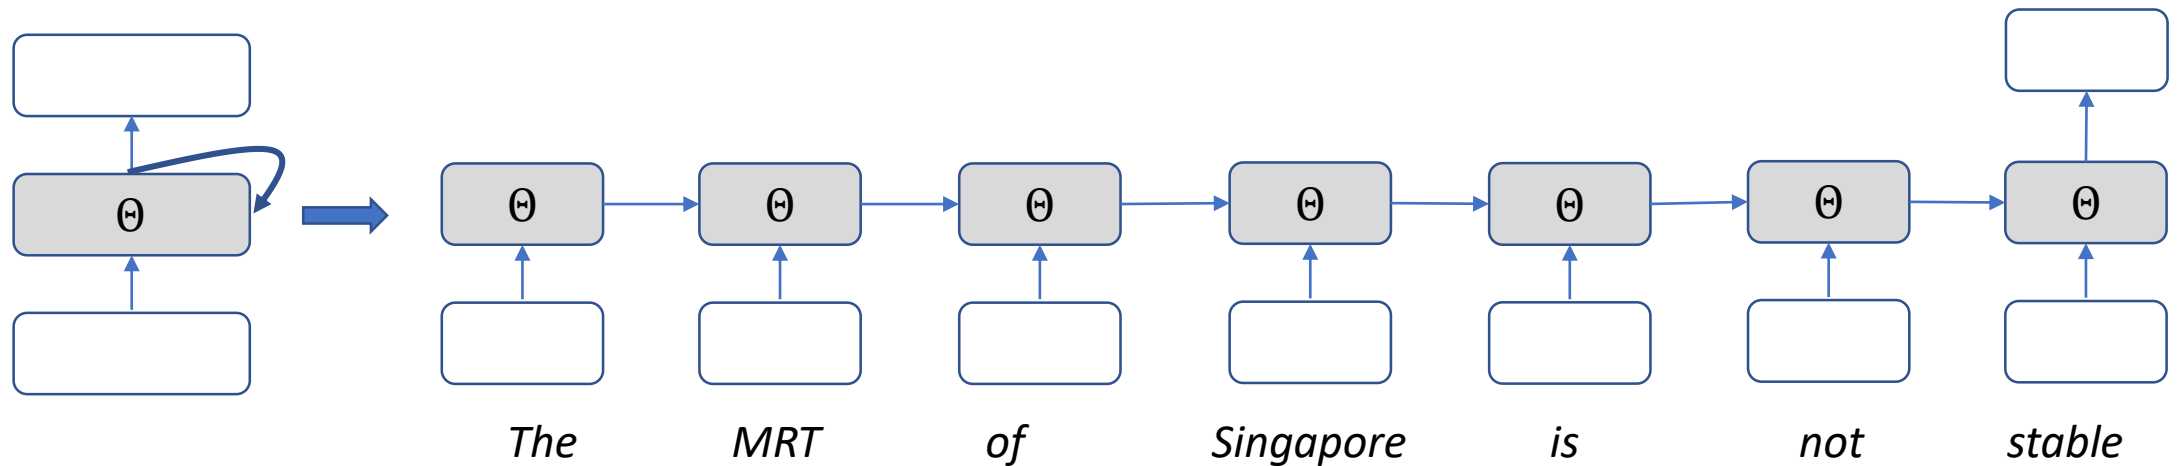 Θ Θ Θ Θ Θ Θ Θ Θ
The MRT of Singapore is not stable